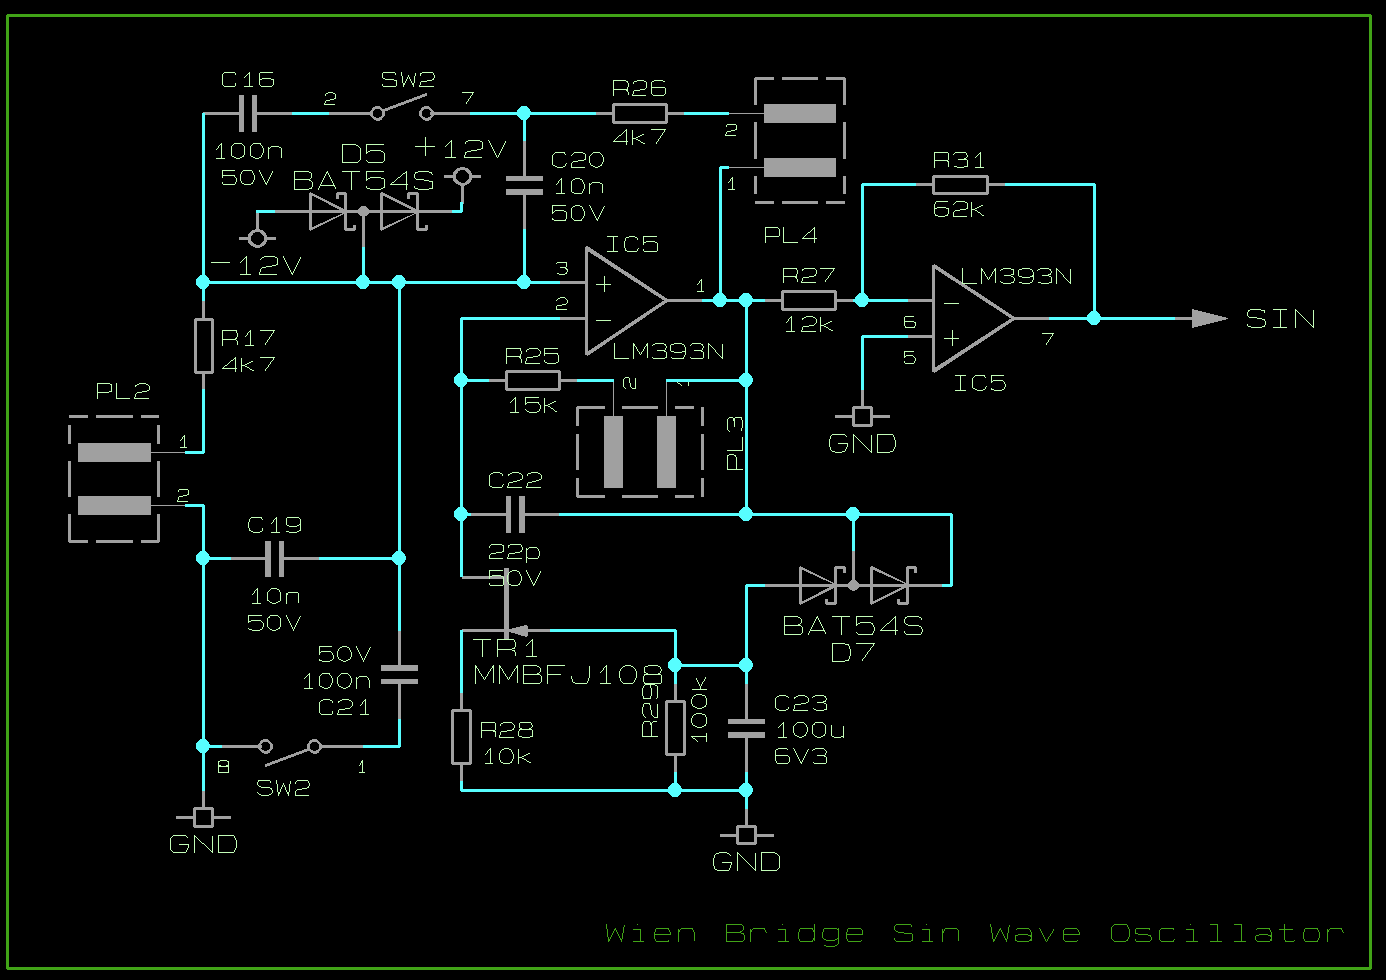 C16
SW2
2
7
100n
50V
D5
BAT54S
+12V
-12V
C20
10n
50V
R26
4k7
2
1
PL4
R31
62k
IC5
3
2
1
+
-
LM393N
R27
12k
LM393N
6
5
-
+
7
IC5
SIN
GND
R17
4k7
PL2
1
2
R25
15k
2
1
PL3
C22
22p
50V
C19
10n
50V
50V
100n
C21
TR1
MMBFJ108
BAT54S
D7
R28
10k
R29
100k
C23
100u
6V3
8
1
SW2
GND
GND
Wien Bridge Sin Wave Oscillator